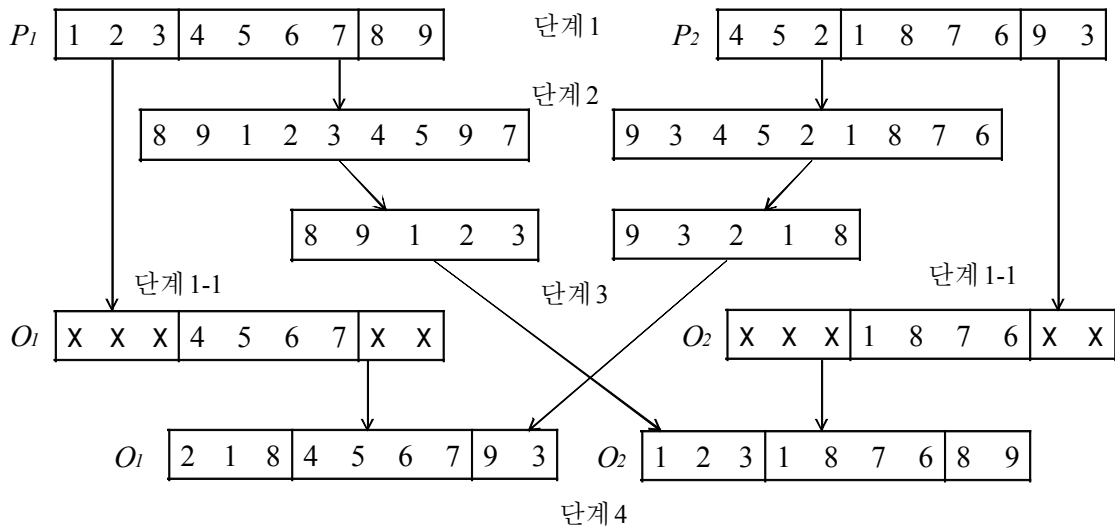 P1 1 2 3 4 5 6 7 8 9 단계 1 P2 4 5 2 1 8 7 6 9 3
단계 2
8 9 1 2 3 4 5 9 7 9 3 4 5 2 1 8 7 6
8 9 1 2 3 9 3 2 1 8
단계 1-1 단계 3 단계 1-1
O1 X X X 4 5 6 7 X X O2 X X X 1 8 7 6 X X
O1 2 1 8 4 5 6 7 9 3 O2 1 2 3 1 8 7 6 8 9
단계 4